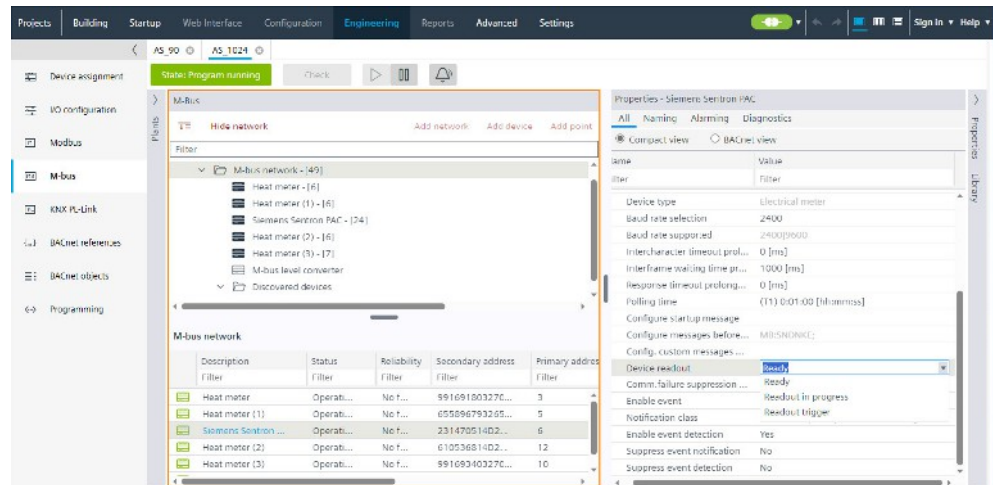 Projects Building Startup Web Interface Configuration Engineering Reports Advanced Settings Sign In Help
AS_90 AS_1024
State: Program running Check
Device assignment
I/O configuration
Modbus
M-bus
KNX PL-Link
BACnet references
BACnet objects
Programming
Plants
M-Bus
Hide network Add network Add device Add point
Filter
M-bus network - [49]
Heat meter - [6]
Heat meter (1) - [6]
Siemens Sentron PAC - [24]
Heat meter (2) - [6]
Heat meter (3) - [7]
M-bus level converter
Discovered devices
M-bus network
Description Status Reliability Secondary address Primary addres
Filter Filter Filter Filter Filter
Heat meter Operati... No f... 991691803270... 3
Heat meter (1) Operati... No f... 655896793265... 5
Siemens Sentron ... Operati... No f... 231470514D2... 6
Heat meter (2) Operati... No f... 610536814D2... 12
Heat meter (3) Operati... No f... 991693403270... 10
Properties - Siemens Sentron PAC
All Naming Alarming Diagnostics
Compact view BACnet view
ame Value
ilter Filter
Device type Electrical meter
Baud rate selection 2400
Baud rate supported 2400|9600
Intercharacter timeout prol... 0 [ms]
Interframe waiting time pr... 1000 [ms]
Response timeout prolong... 0 [ms]
Polling time (T1) 0:01:00 [hh:mm:ss]
Configure startup message
Configure messages before... MB:SNDNKE;
Config. custom messages ...
Device readout Ready
Comm.failure suppression ... Ready
Enable event Readout in progress
Notification class Readout trigger
Enable event detection Yes
Suppress event notification No
Suppress event detection No
Properties
Library